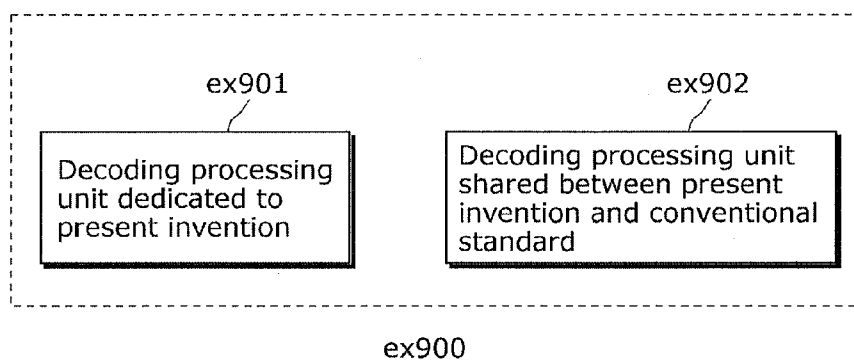 ex901
ex902
Decoding processing
unit dedicated to
present invention
Decoding processing unit
shared between present
invention and conventional
standard
ex900